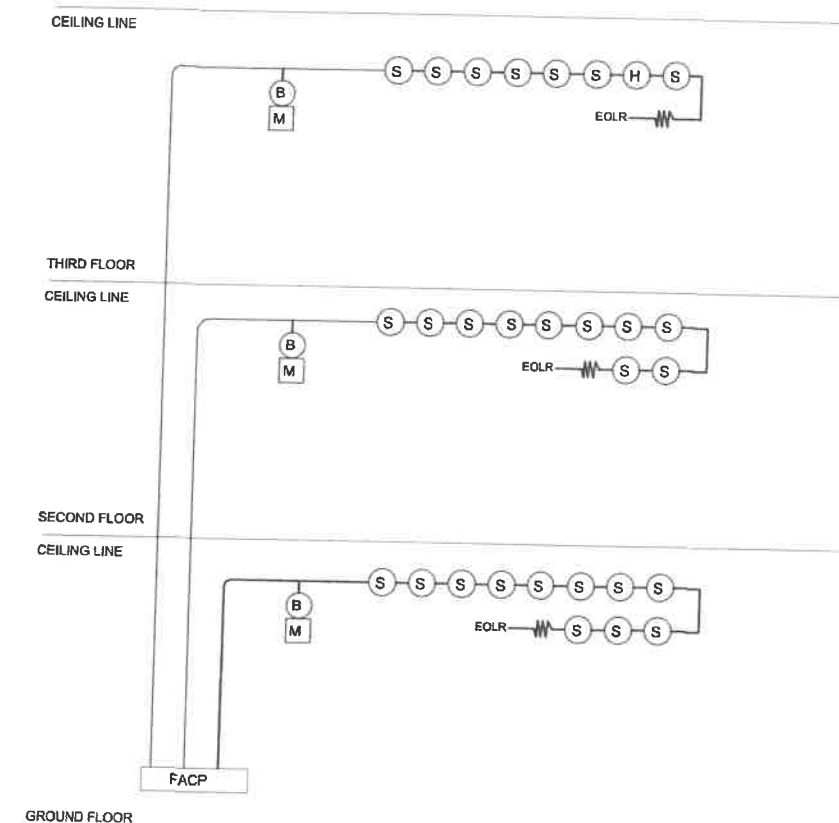 CEILING LINE
S S S S S S H S
B
M
EOLR
THIRD FLOOR
CEILING LINE
S S S S S S S S
B
M
EOLR S S
SECOND FLOOR
CEILING LINE
S S S S S S S S
B
M
EOLR S S S
FACP
GROUND FLOOR